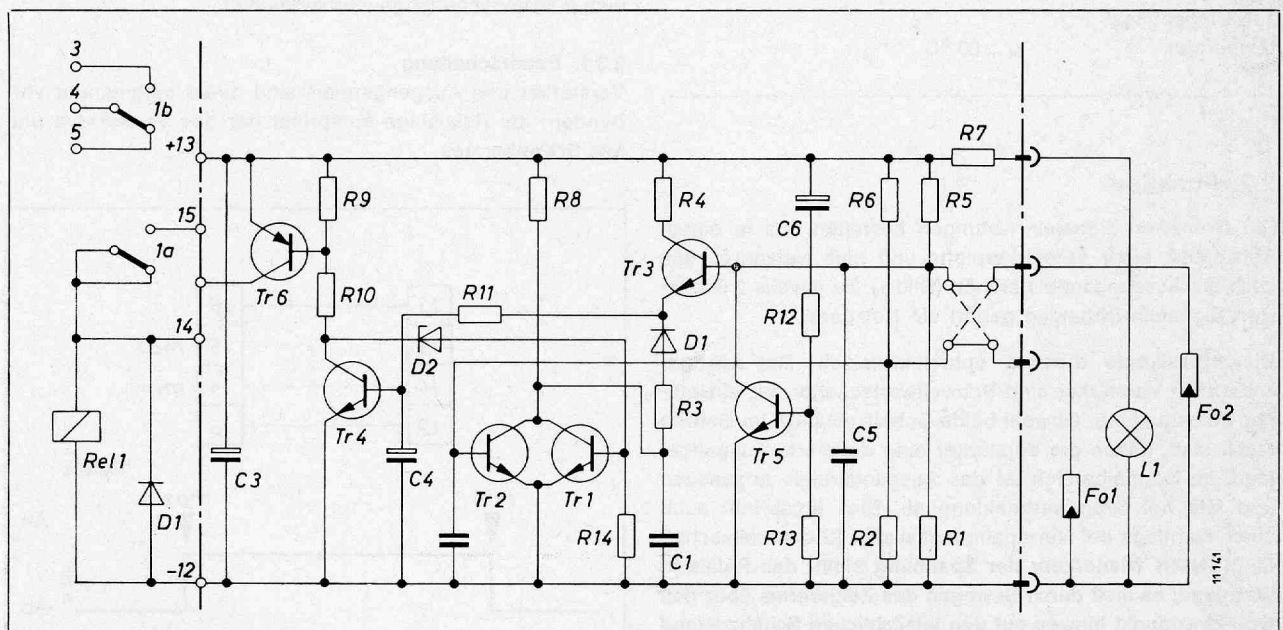 3
4
1b
5
+13
R7
R9
R8
R4
R6
R5
15
C6
1a
Tr3
Tr6
R10
R11
R12
14
D1
D2
Fo2
R3
Tr4
Tr5
C5
Rel1
C3
C4
L1
Tr2
Tr1
Fo1
D1
R14
R13
R2
R1
C1
-12
11141